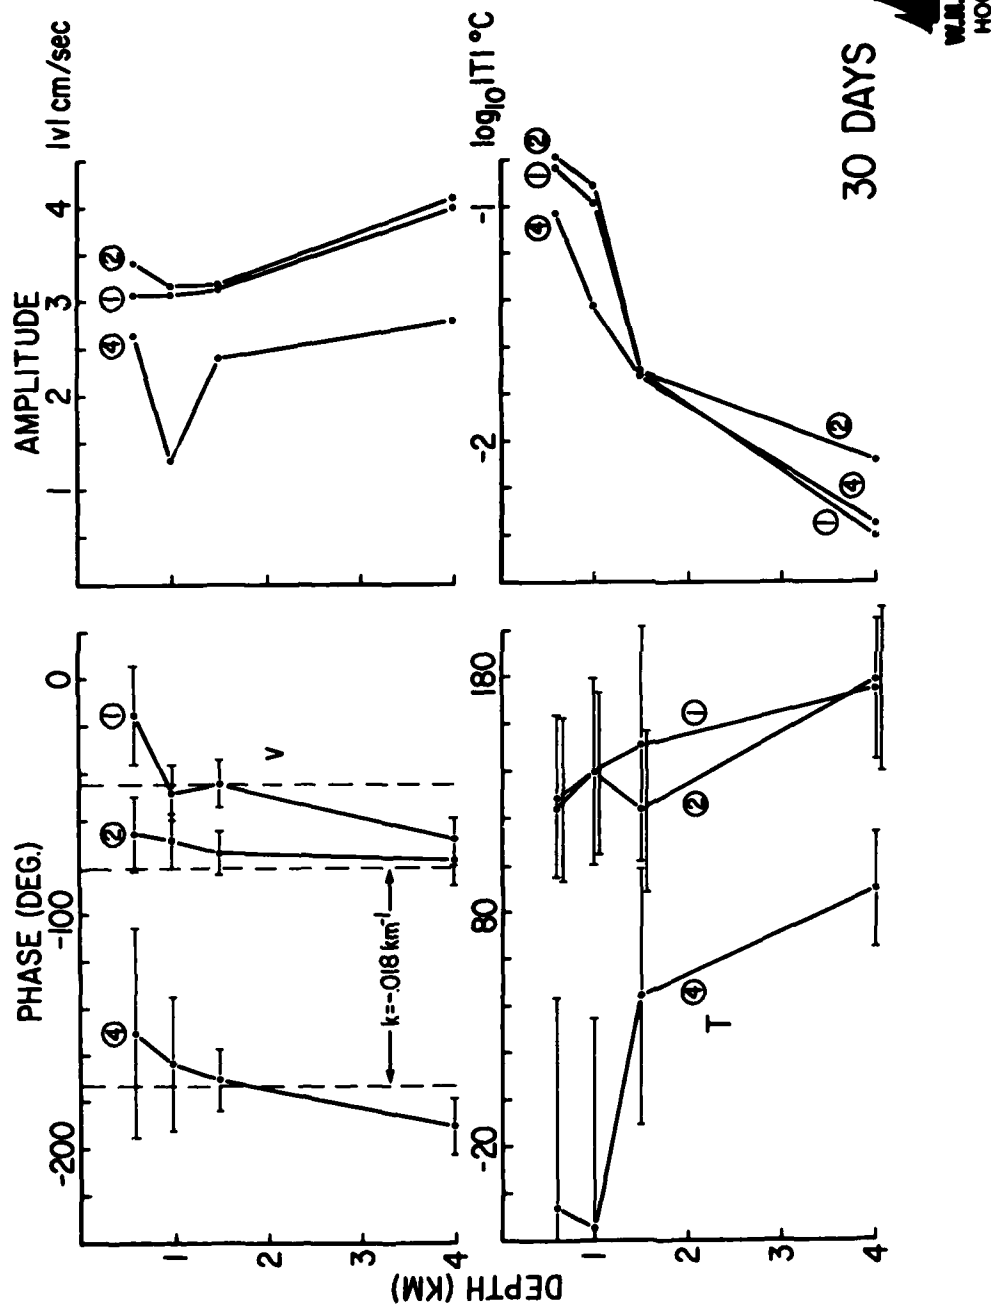 PHASE (DEG.)
AMPLITUDE
-200 -100 0
1 2 3 4 |v| cm/sec
④ ② ①
④ ① ②
1
V
2
3
k=-.018 km⁻¹
4
DEPTH (KM)
-20 80 180
-2 -1 log₁₀|T| °C
④ ① ②
1
2
④ ② ①
T
3
① ④ ②
4
30 DAYS
W.H.